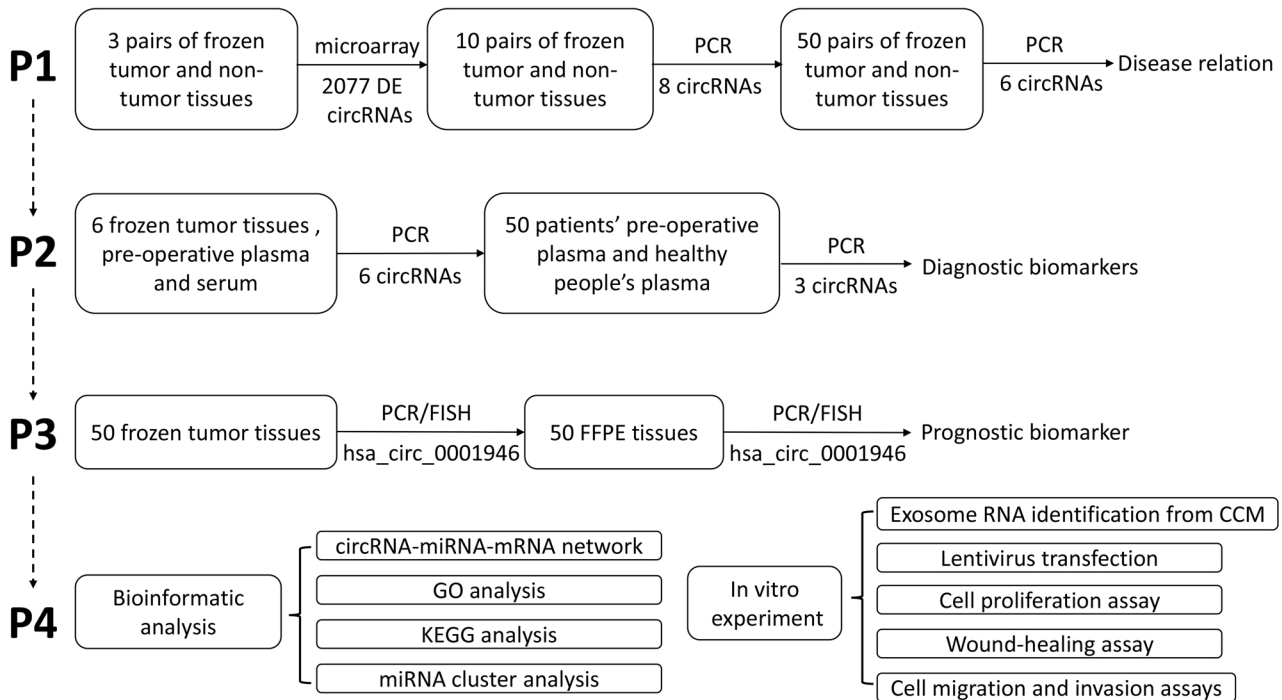 P1
3 pairs of frozen
tumor and non-
tumor tissues
microarray
2077 DE
circRNAs
10 pairs of frozen
tumor and non-
tumor tissues
PCR
8 circRNAs
50 pairs of frozen
tumor and non-
tumor tissues
PCR
6 circRNAs
Disease relation
P2
6 frozen tumor tissues ,
pre-operative plasma
and serum
PCR
6 circRNAs
50 patients’ pre-operative
plasma and healthy
people’s plasma
PCR
3 circRNAs
Diagnostic biomarkers
P3
50 frozen tumor tissues
PCR/FISH
hsa_circ_0001946
50 FFPE tissues
PCR/FISH
hsa_circ_0001946
Prognostic biomarker
P4
Bioinformatic
analysis
circRNA-miRNA-mRNA network
GO analysis
KEGG analysis
miRNA cluster analysis
In vitro
experiment
Exosome RNA identification from CCM
Lentivirus transfection
Cell proliferation assay
Wound-healing assay
Cell migration and invasion assays